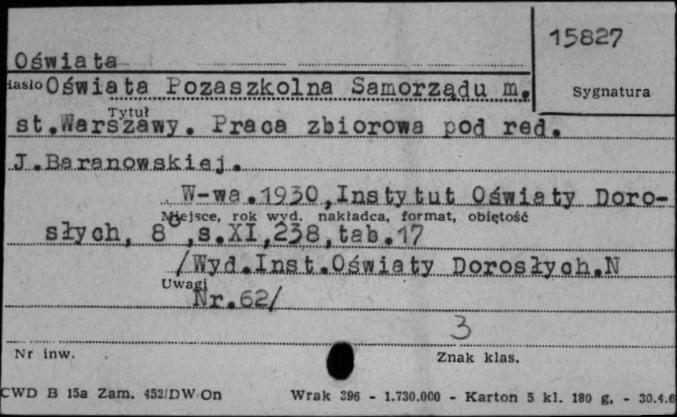 15827
Oświata
Hasło Oświata Pozaszkolna Samorządu m.
Sygnatura
Tytuł
st.Warszawy. Praca zbiorowa pod red.
J.Baranowskiej.
W-wa.1930,Instytut Oświaty Doro-
Miejsce, rok wyd. nakładca, format, objętość
słych, 8°,s.XI,238,tab.17
/Wyd.Inst.Oświaty Dorosłych.N
Uwagi
Nr.62/
3
Nr inw.
Znak klas.
CWD B 15a Zam. 452/DW/On Wrak 396 - 1.730.000 - Karton 5 kl. 180 g. - 30.4.6